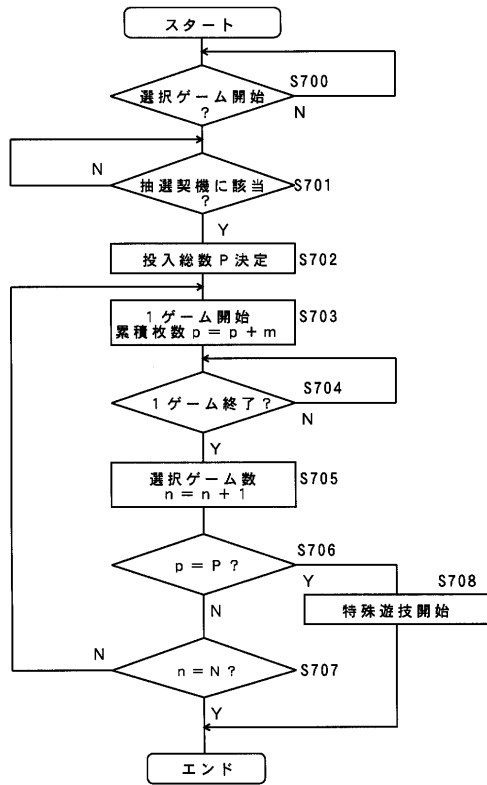 スタート
S700
選択ゲーム開始
?
N
N
抽選契機に該当
?
S701
Y
投入総数P決定
S702
1ゲーム開始
累積枚数p=p+m
S703
S704
1ゲーム終了?
N
Y
選択ゲーム数
n=n+1
S705
S706
p=P?
Y
S708
特殊遊技開始
N
N
n=N?
S707
Y
エンド